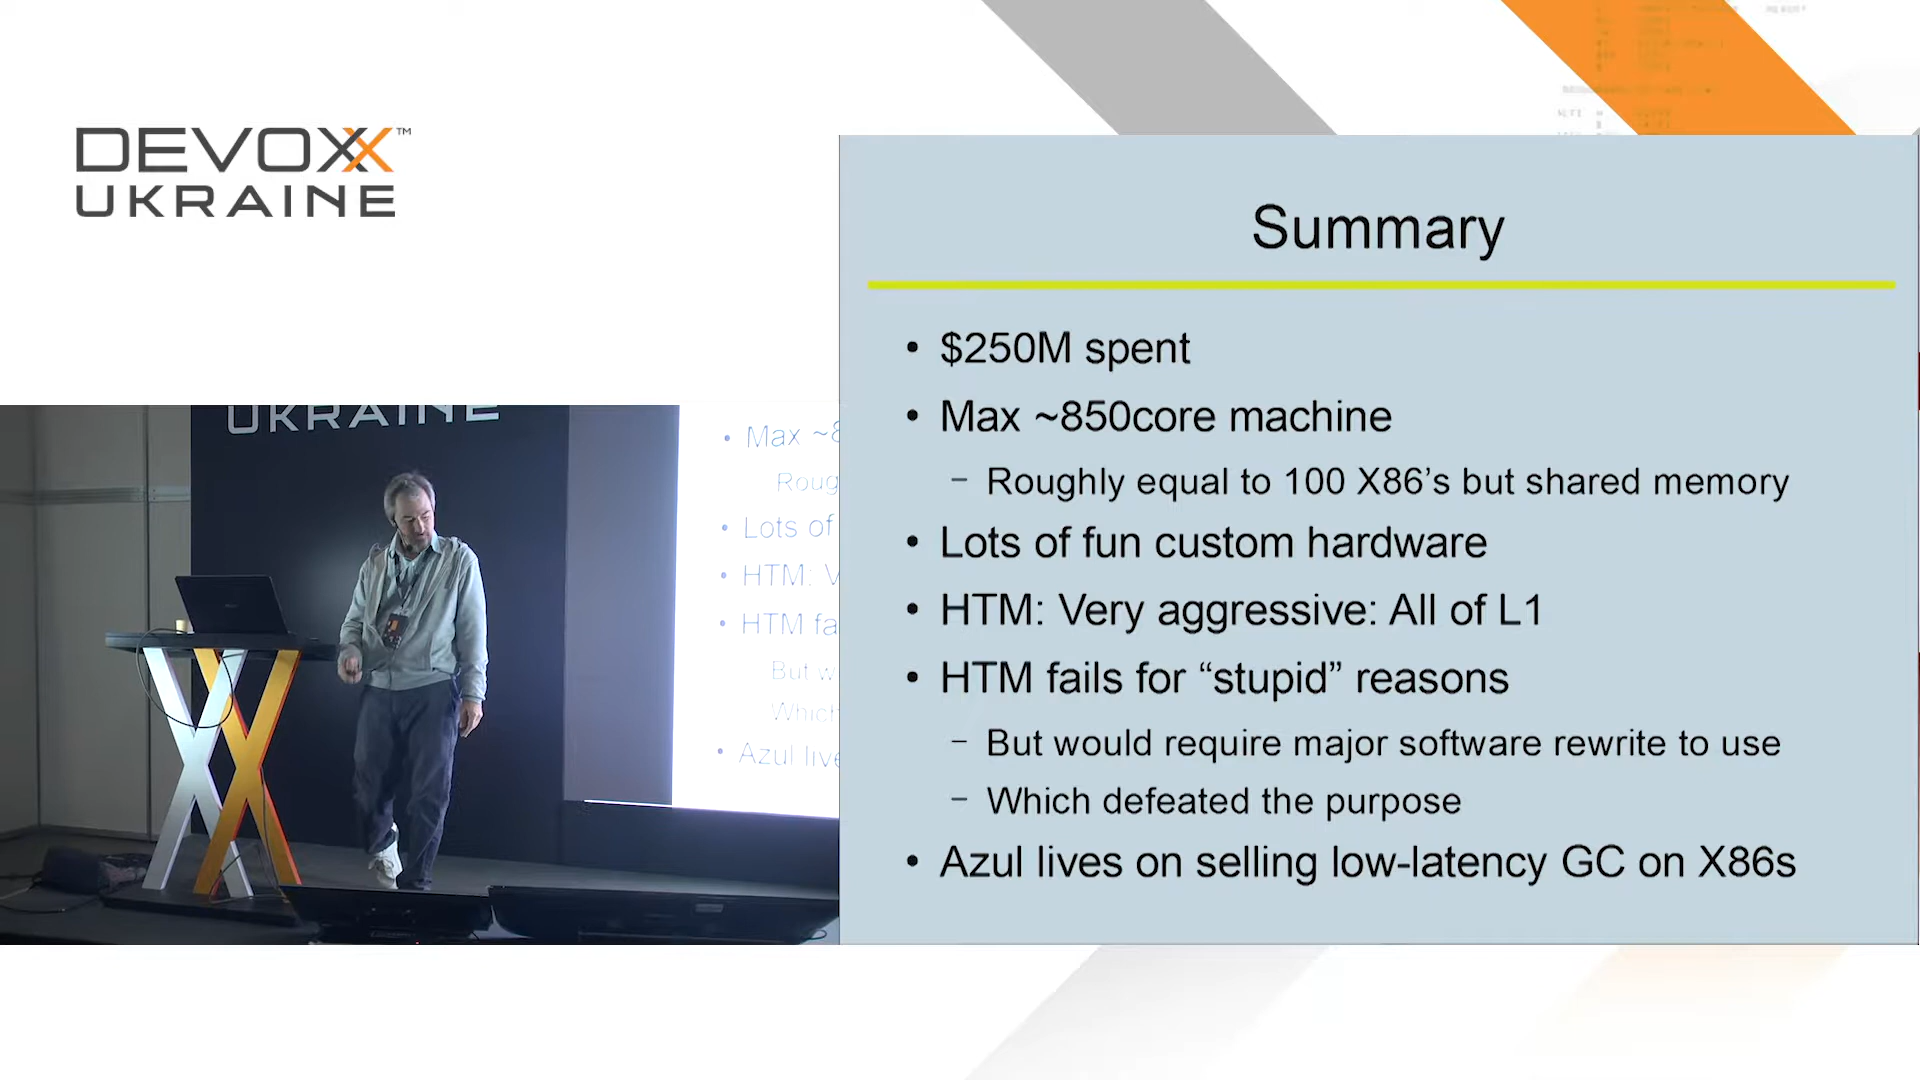 DEVOXX™
UKRAINE
Summary
• $250M spent
• Max ~850core machine
– Roughly equal to 100 X86’s but shared memory
• Lots of fun custom hardware
• HTM: Very aggressive: All of L1
• HTM fails for “stupid” reasons
– But would require major software rewrite to use
– Which defeated the purpose
• Azul lives on selling low-latency GC on X86s
UKRAINE
• Max ~8
Roug
• Lots of
• HTM: V
• HTM fa
But w
Which
• Azul live